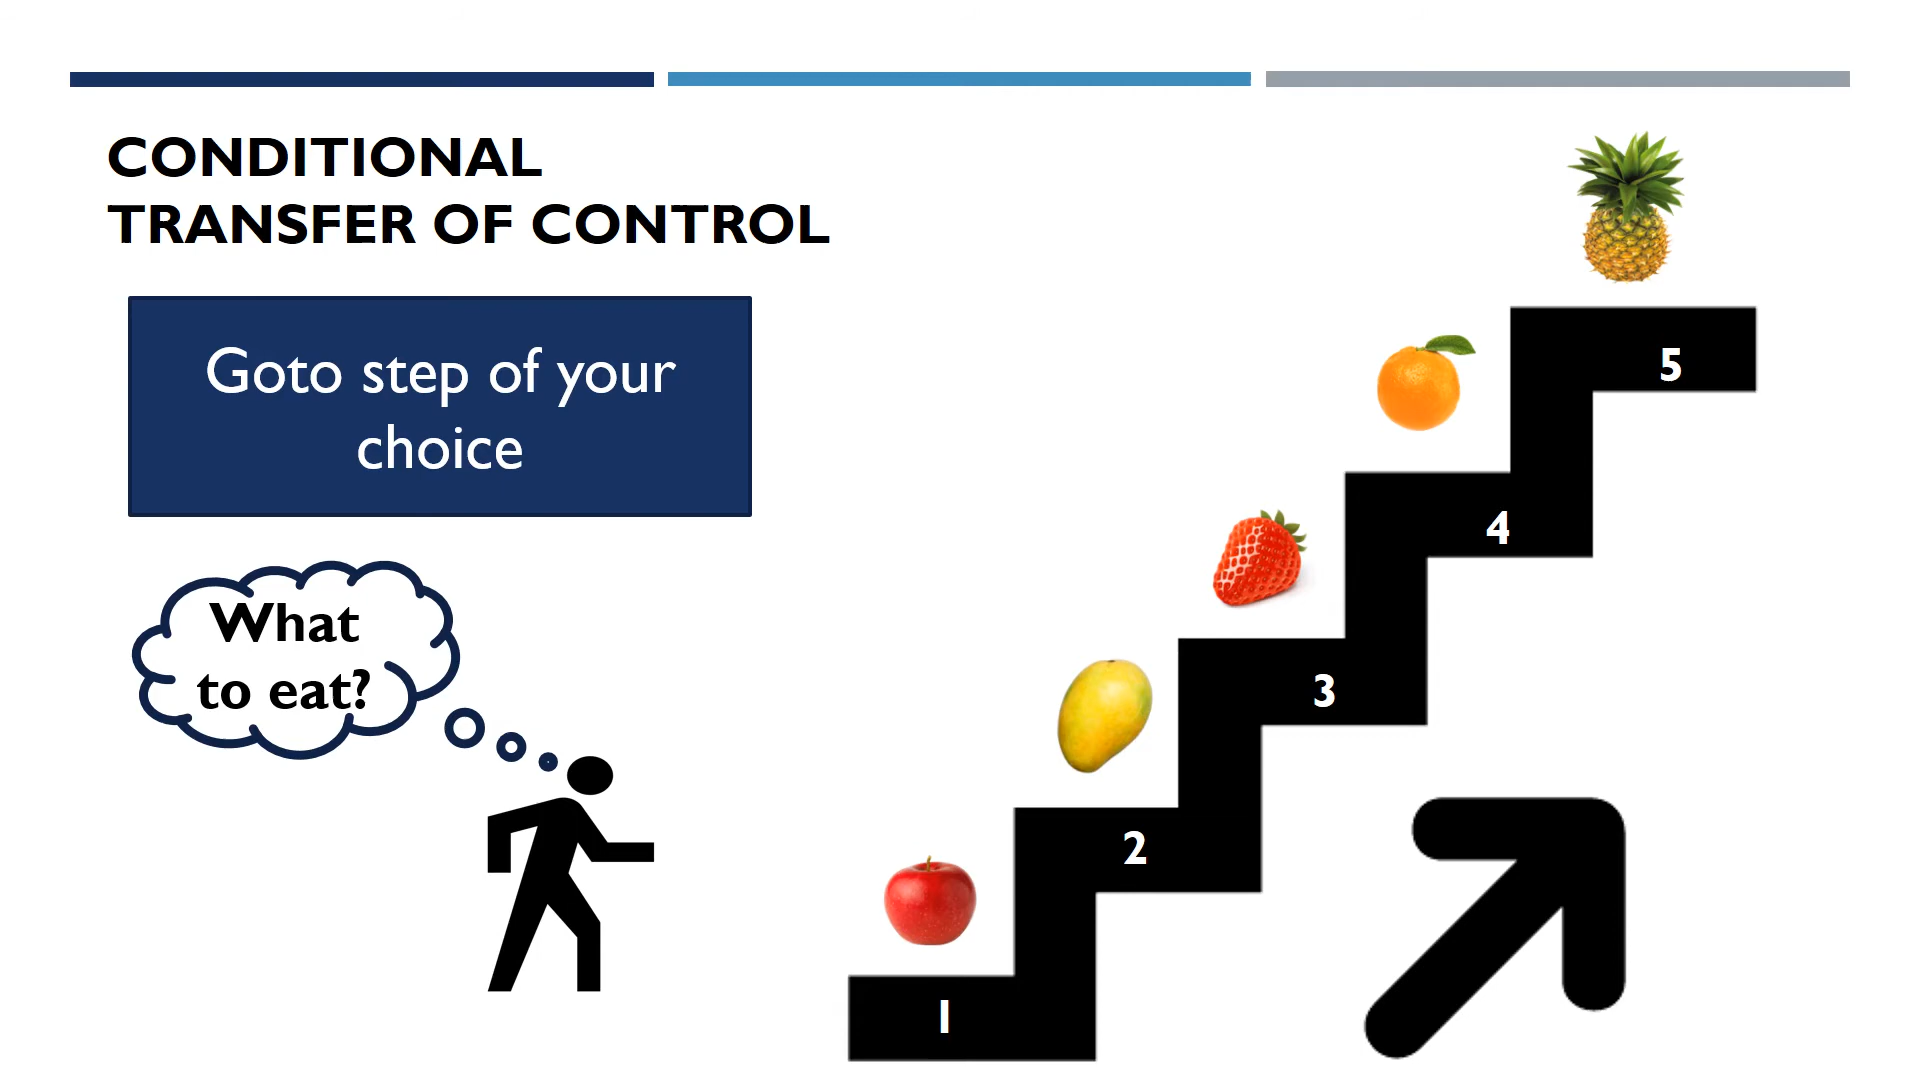 CONDITIONAL
TRANSFER OF CONTROL
Goto step of your
choice
What
to eat?
5
4
3
2
1